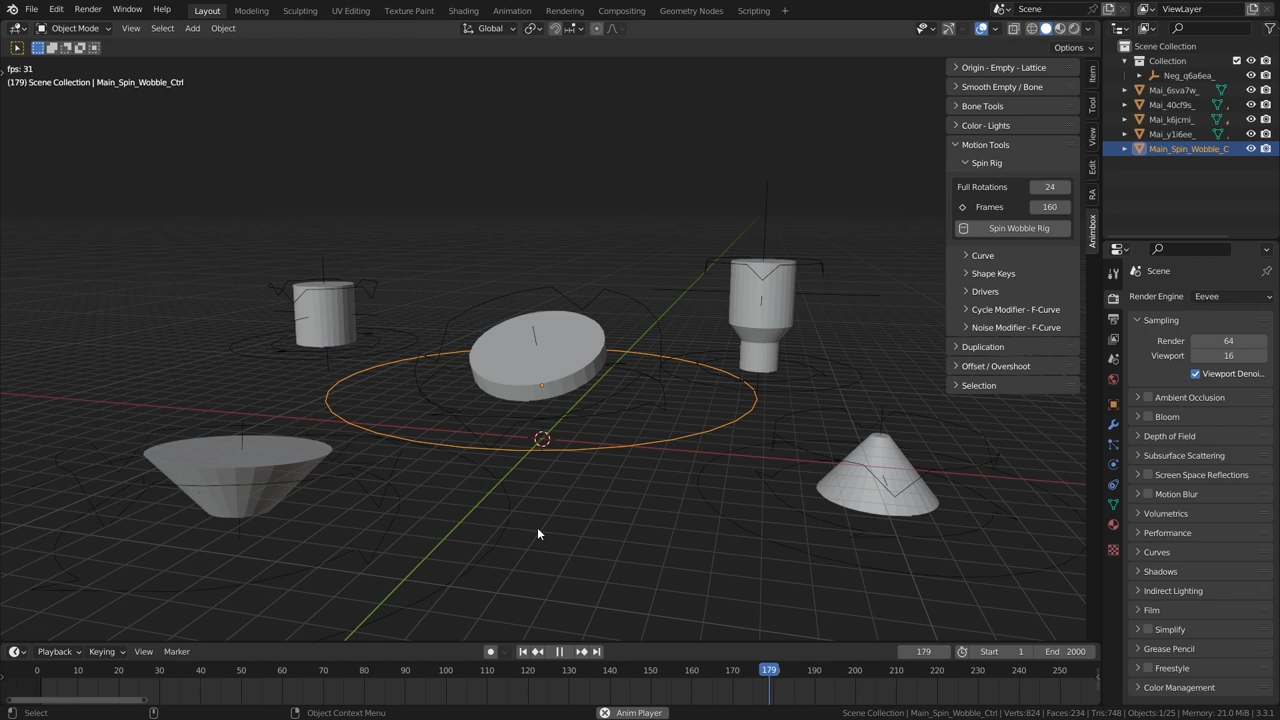 File Edit Render Window Help
Layout Modeling Sculpting UV Editing Texture Paint Shading Animation Rendering Compositing Geometry Nodes Scripting
Scene
ViewLayer
Object Mode View Select Add Object
Global
Options
fps: 31
(179) Scene Collection | Main_Spin_Wobble_Ctrl
Origin - Empty - Lattice
Smooth Empty / Bone
Bone Tools
Color - Lights
Motion Tools
Spin Rig
Full Rotations 24
Frames 160
Spin Wobble Rig
Curve
Shape Keys
Drivers
Cycle Modifier - F-Curve
Noise Modifier - F-Curve
Duplication
Offset / Overshoot
Selection
Item
Tool
View
Edit
RA
Animbox
Scene Collection
Collection
Neg_q6a6ea_
Mai_6sva7w_
Mai_40cf9s_
Mai_k6jcmi_
Mai_y1i6ee_
Main_Spin_Wobble_C
Scene
Render Engine Eevee
Sampling
Render 64
Viewport 16
Viewport Denoi...
Ambient Occlusion
Bloom
Depth of Field
Subsurface Scattering
Screen Space Reflections
Motion Blur
Volumetrics
Performance
Curves
Shadows
Indirect Lighting
Film
Simplify
Grease Pencil
Freestyle
Color Management
Playback Keying View Marker
179 Start 1 End 2000
0 10 20 30 40 50 60 70 80 90 100 110 120 130 140 150 160 170 179 190 200 210 220 230 240 250
Select
Object Context Menu
Anim Player
Scene Collection | Main_Spin_Wobble_Ctrl | Verts:824 | Faces:234 | Tris:748 | Objects:1/25 | Memory: 21.0 MiB | 3.3.1